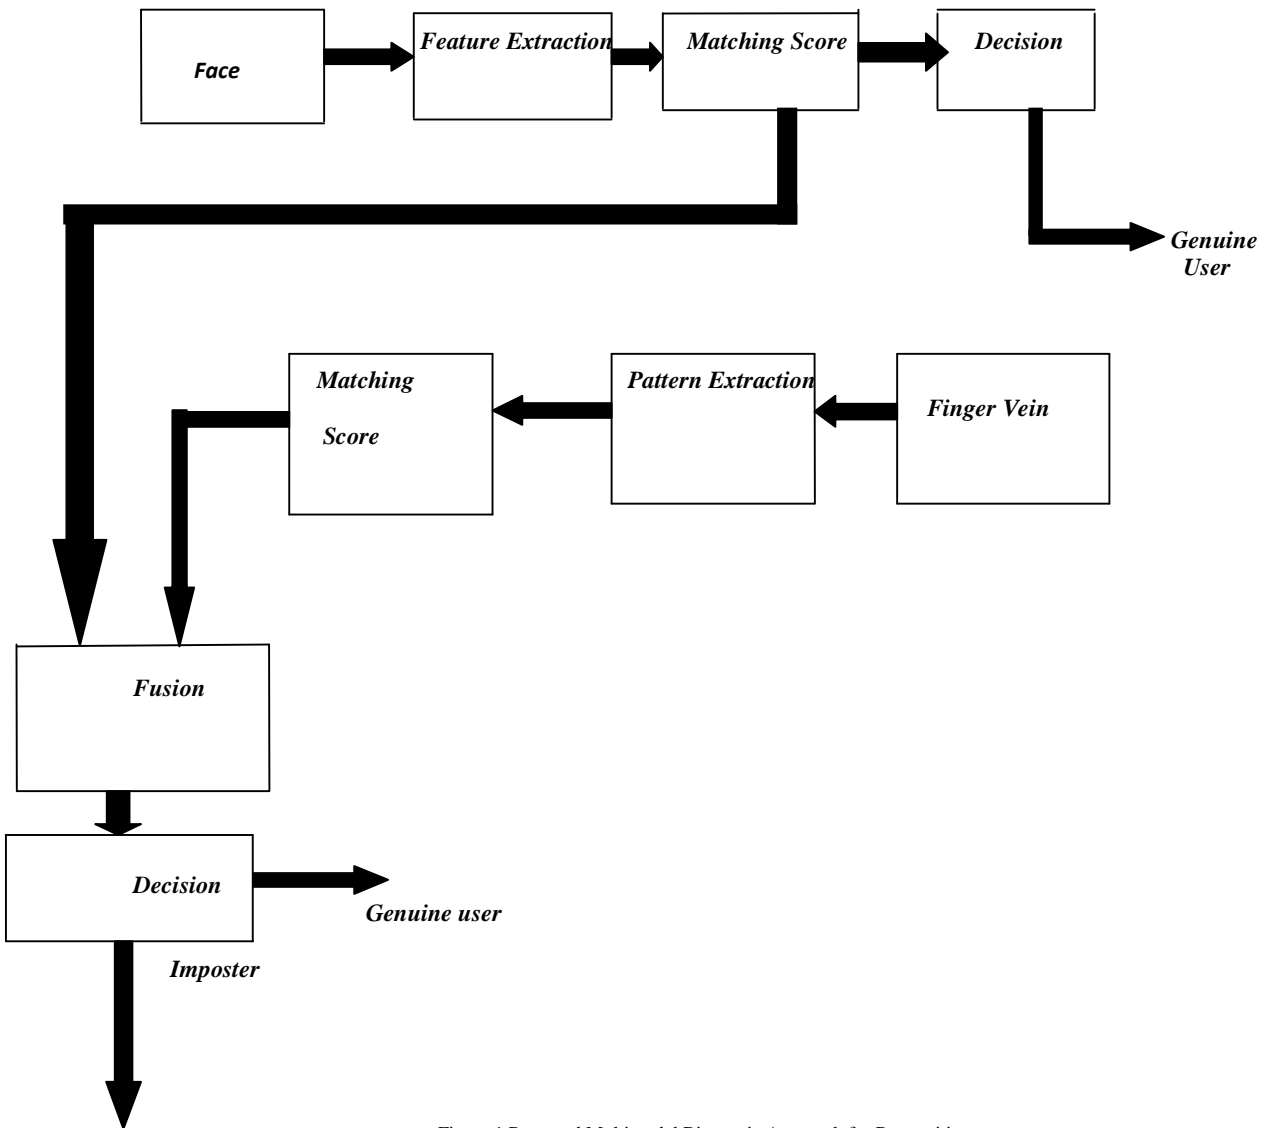 Face
Feature Extraction
Matching Score
Decision
Genuine
User
Matching
Score
Pattern Extraction
Finger Vein
Fusion
Decision
Genuine user
Imposter